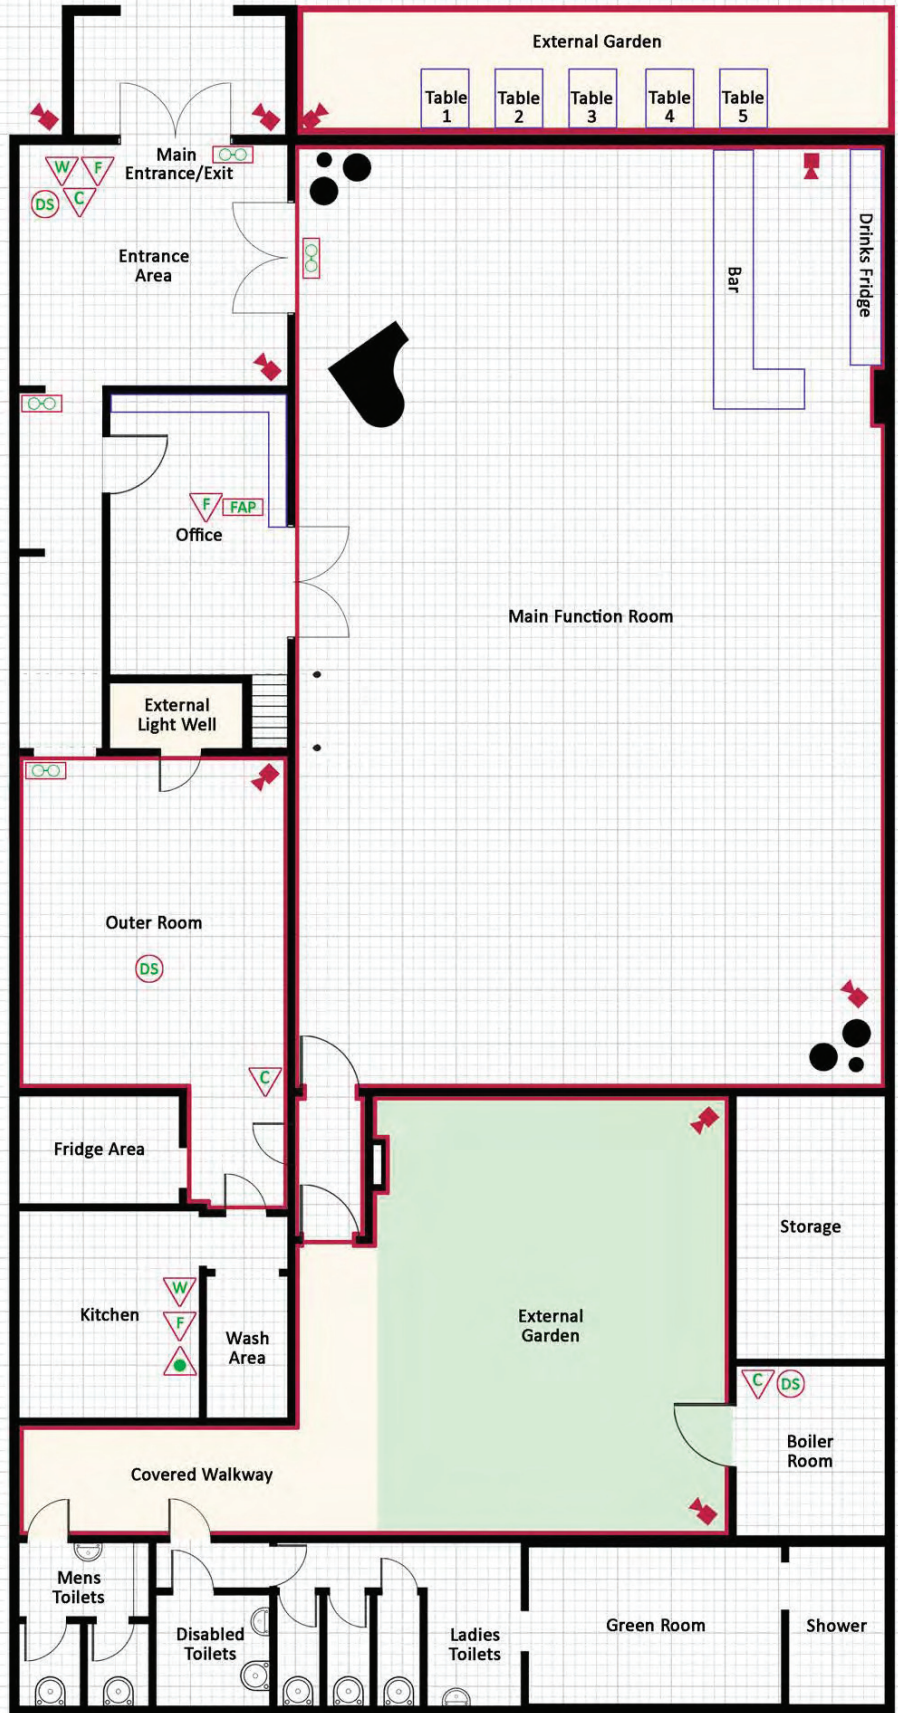 External Garden
Table
1
Table
2
Table
3
Table
4
Table
5
Main
Entrance/Exit
W
F
DS
C
Entrance
Area
Bar
Drinks Fridge
F
FAP
Office
Main Function Room
External
Light Well
Outer Room
DS
C
Fridge Area
Storage
Kitchen
W
F
Wash
Area
External
Garden
C
DS
Boiler
Room
Covered Walkway
Mens
Toilets
Disabled
Toilets
Ladies
Toilets
Green Room
Shower